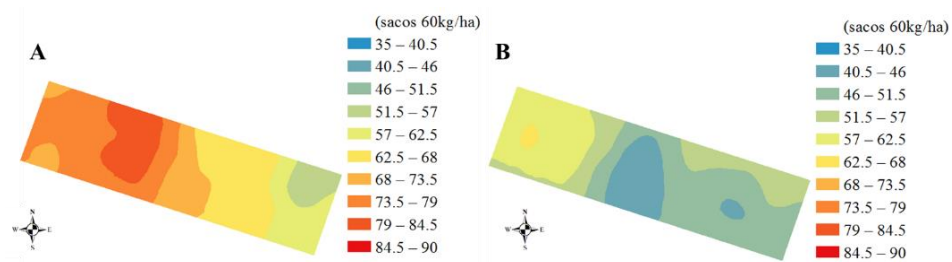 (sacos 60kg/ha)
A
35 – 40.5
40.5 – 46
46 – 51.5
51.5 – 57
57 – 62.5
62.5 – 68
68 – 73.5
73.5 – 79
79 – 84.5
84.5 – 90
N
W E
S
(sacos 60kg/ha)
B
35 – 40.5
40.5 – 46
46 – 51.5
51.5 – 57
57 – 62.5
62.5 – 68
68 – 73.5
73.5 – 79
79 – 84.5
84.5 – 90
N
W E
S